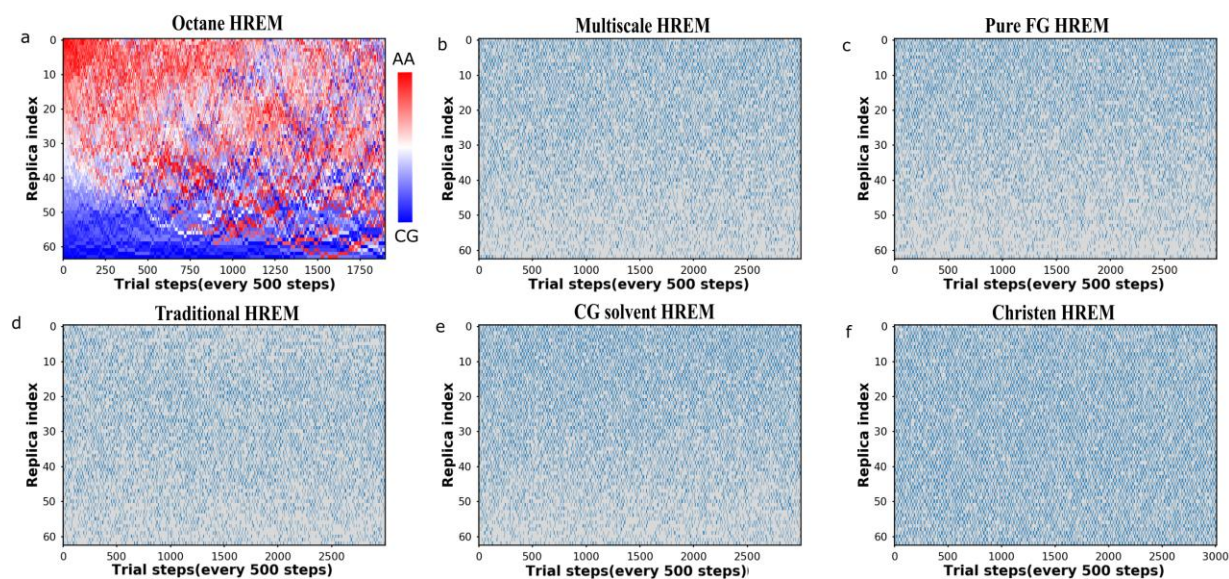 Octane HREM
Multiscale HREM
Pure FG HREM
a
b
c
AA
CG
Replica index
0
10
20
30
40
50
60
0 250 500 750 1000 1250 1500 1750
Trial steps(every 500 steps)
Replica index
0
10
20
30
40
50
60
0 500 1000 1500 2000 2500
Trial steps(every 500 steps)
Replica index
0
10
20
30
40
50
60
0 500 1000 1500 2000 2500
Trial steps(every 500 steps)
Traditional HREM
CG solvent HREM
Christen HREM
d
e
f
Replica index
0
10
20
30
40
50
60
0 500 1000 1500 2000 2500
Trial steps(every 500 steps)
Replica index
0
10
20
30
40
50
60
0 500 1000 1500 2000 2500
Trial steps(every 500 steps)
Replica index
0
10
20
30
40
50
60
0 500 1000 1500 2000 2500 3000
Trial steps(every 500 steps)